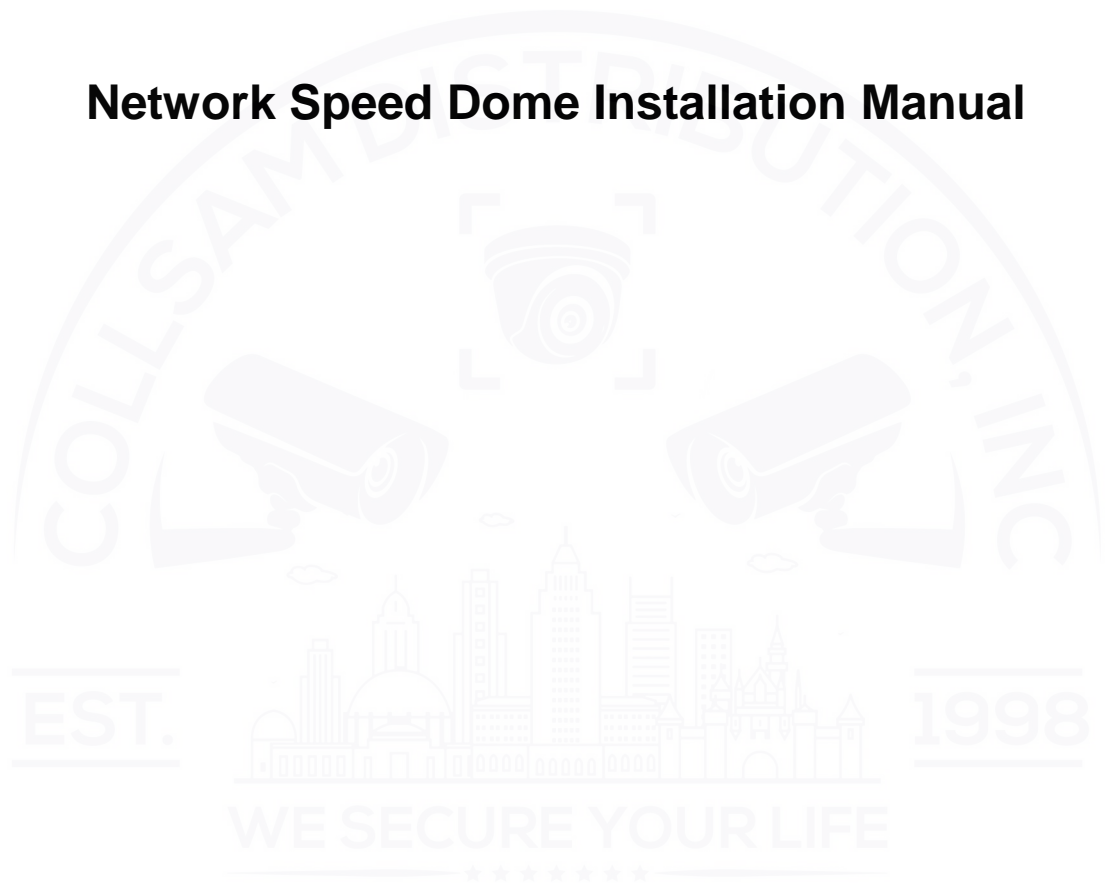 Network Speed Dome Installation Manual
COLLSAM DISTRIBUTION, INC
EST.
1998
WE SECURE YOUR LIFE